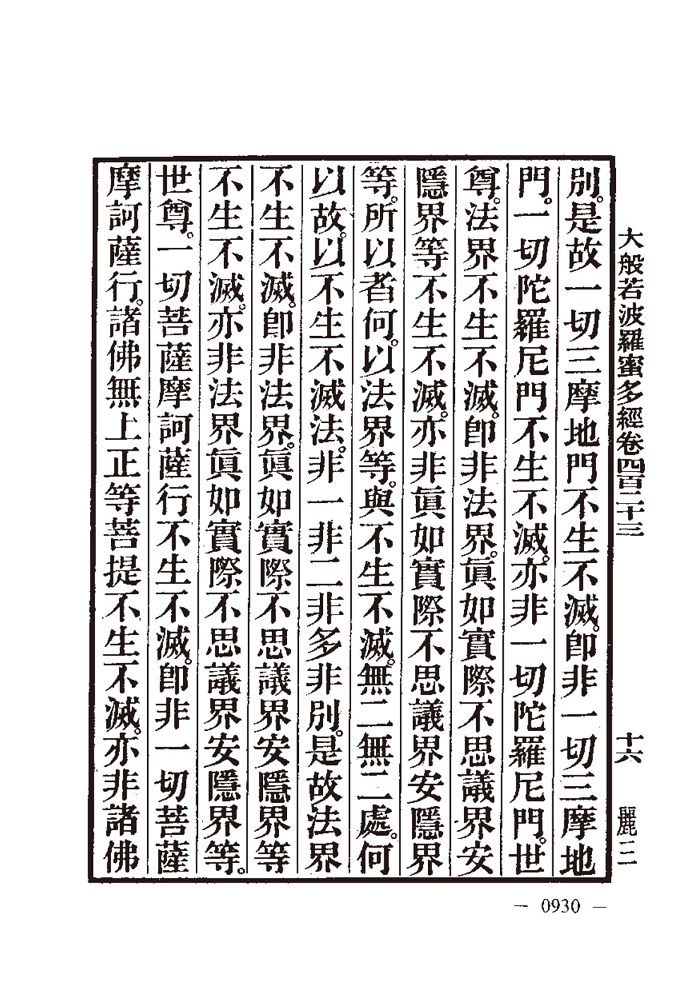 大般若波羅蜜多經卷四百二十三
十六
麗三
別。是故一切三摩地門不生不滅。卽非一切三摩地
門。一切陀羅尼門不生不滅。亦非一切陀羅尼門。世
尊。法界不生不滅。卽非法界。眞如實際不思議界安
隱界等不生不滅。亦非眞如實際不思議界安隱界
等。所以者何。以法界等。與不生不滅。無二無二處。何
以故。以不生不滅法。非一非二非多非別。是故法界
不生不滅。卽非法界。眞如實際不思議界安隱界等
不生不滅。亦非法界眞如實際不思議界安隱界等。
世尊。一切菩薩摩訶薩行不生不滅。卽非一切菩薩
摩訶薩行。諸佛無上正等菩提不生不滅。亦非諸佛
— 0930 —